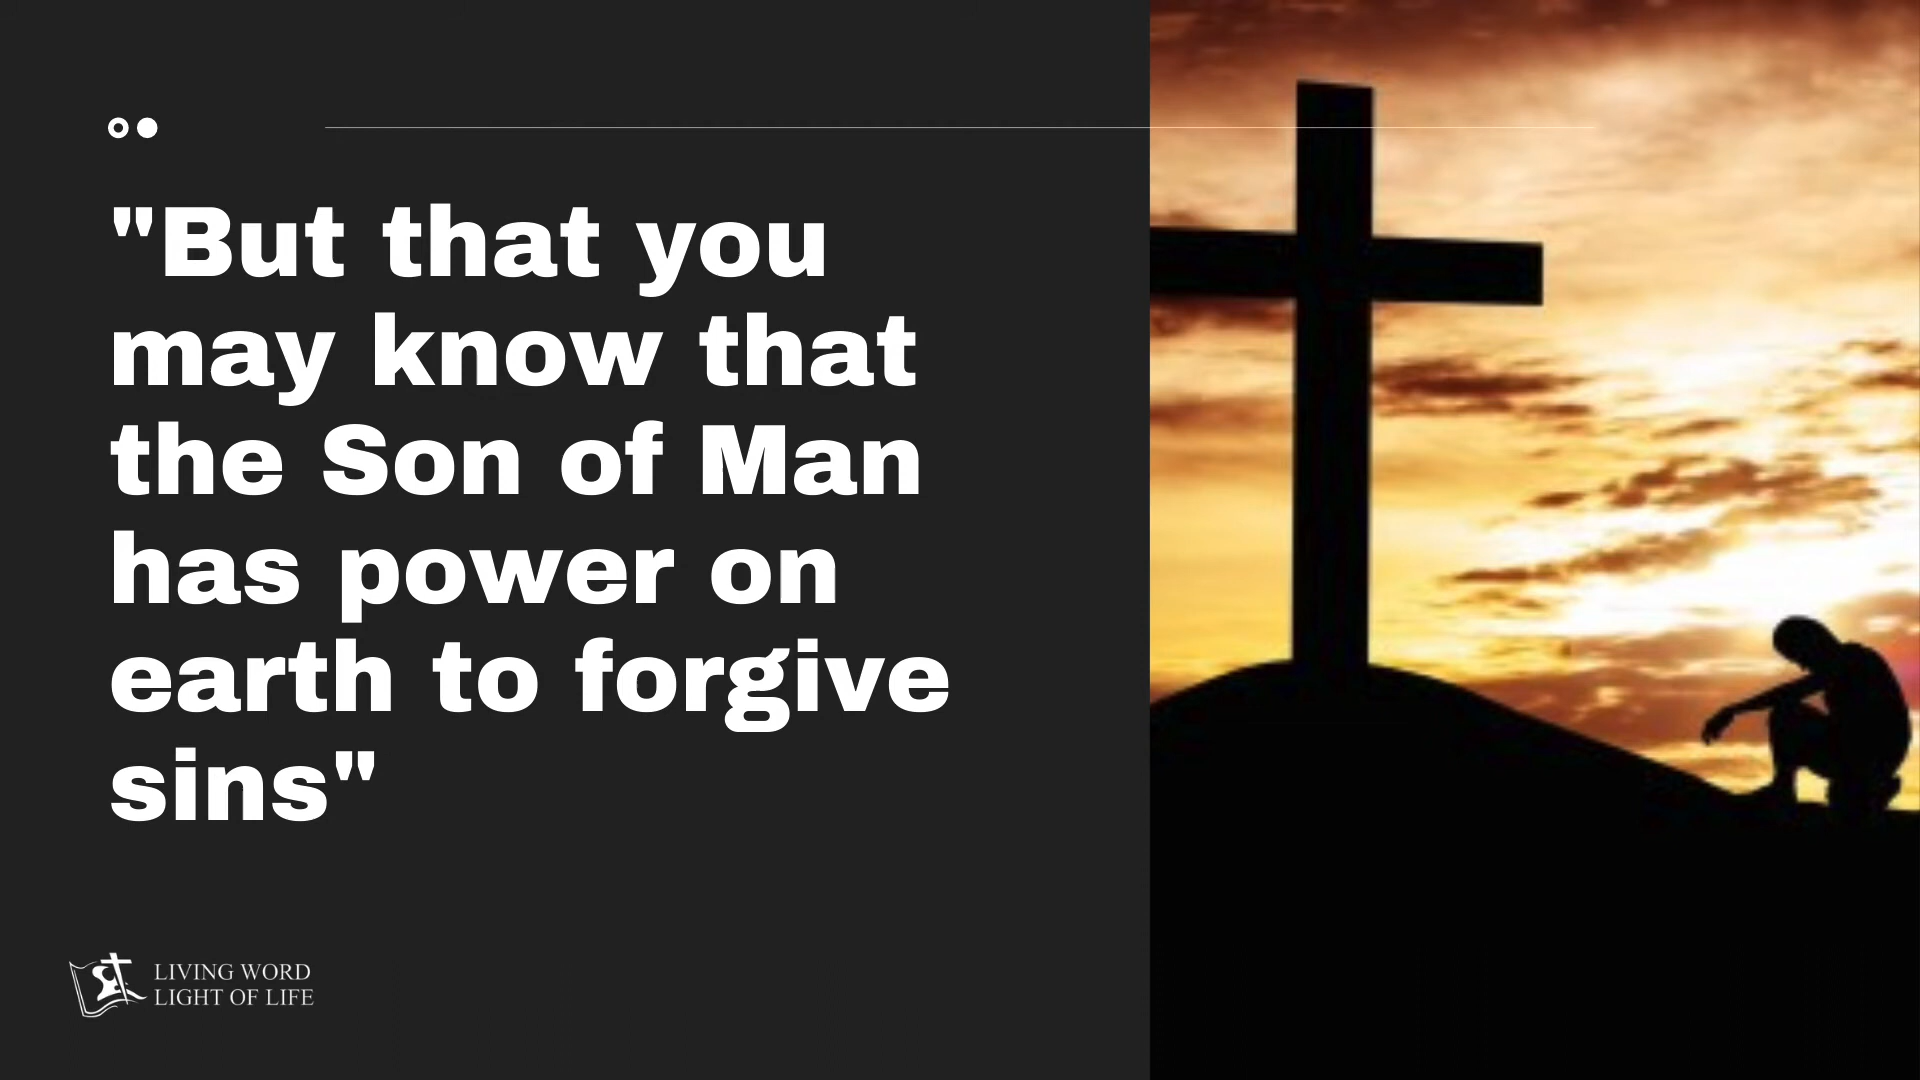 "But that you
may know that
the Son of Man
has power on
earth to forgive
sins"
LIVING WORD
LIGHT OF LIFE